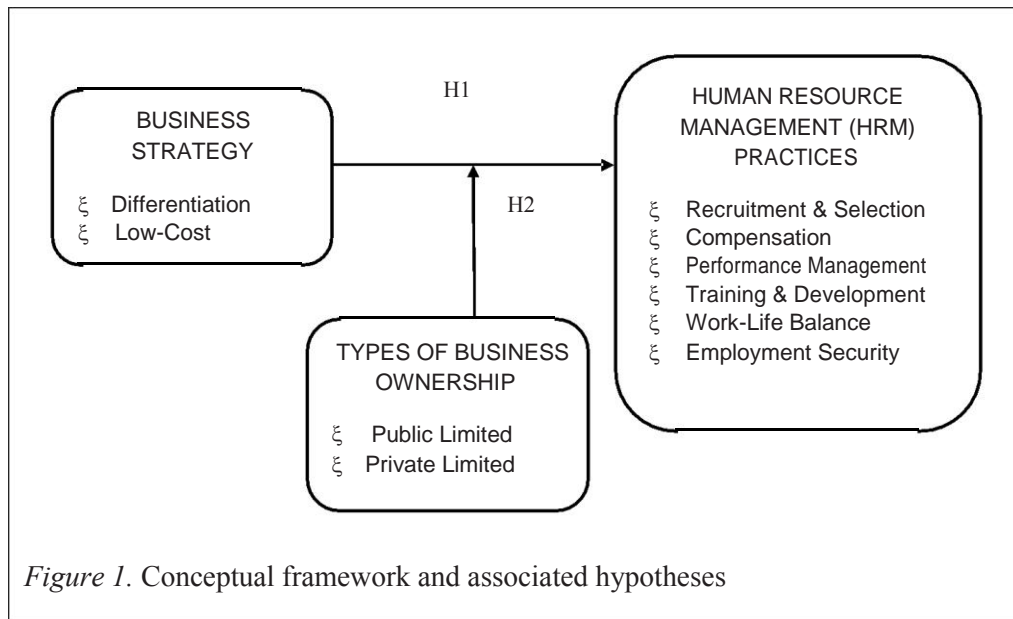 BUSINESS
STRATEGY
ξ Differentiation
ξ Low-Cost
H1
H2
TYPES OF BUSINESS
OWNERSHIP
ξ Public Limited
ξ Private Limited
HUMAN RESOURCE
MANAGEMENT (HRM)
PRACTICES
ξ Recruitment & Selection
ξ Compensation
ξ Performance Management
ξ Training & Development
ξ Work-Life Balance
ξ Employment Security
Figure 1. Conceptual framework and associated hypotheses